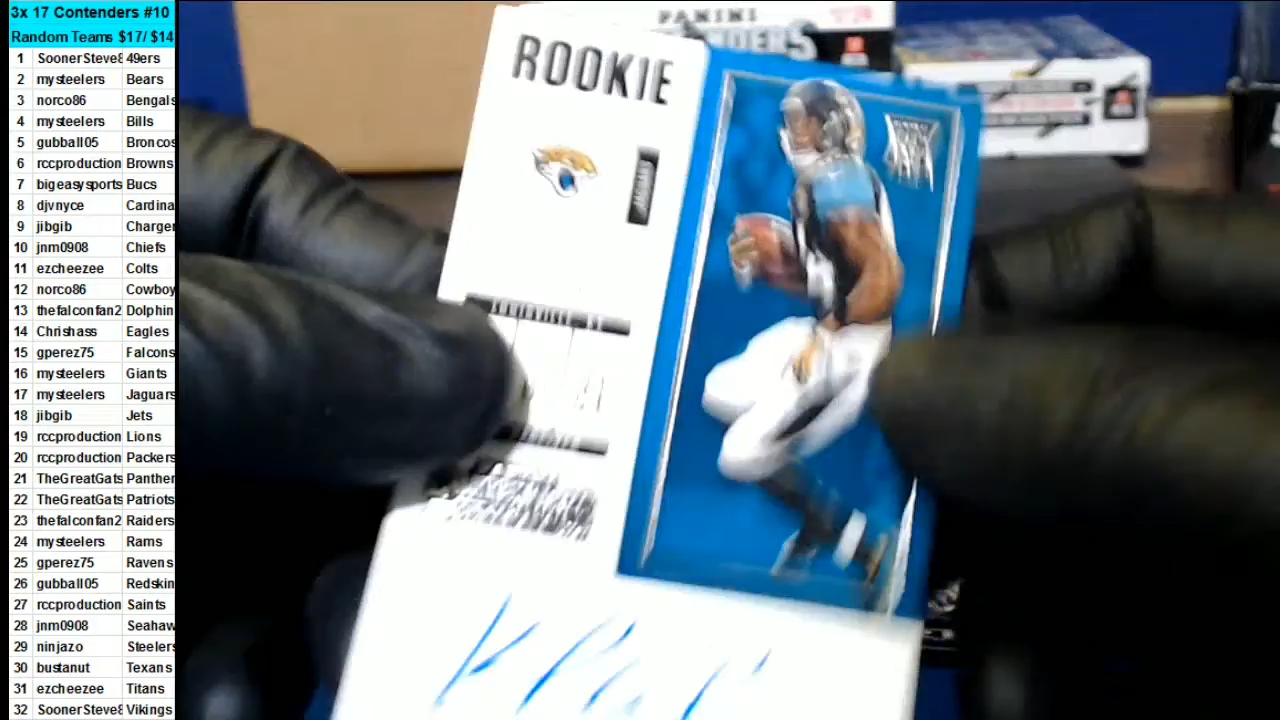 3x 17 Contenders #10
Random Teams $17/ $14
1 SoonerSteve8 49ers
2 mysteelers Bears
3 norco86 Bengals
4 mysteelers Bills
5 gubball05 Broncos
6 rccproduction Browns
7 bigeasysports Bucs
8 djvnyce Cardina
9 jibgib Charger
10 jnm0908 Chiefs
11 ezcheezee Colts
12 norco86 Cowboy
13 thefalconfan2 Dolphin
14 Chrishass Eagles
15 gperez75 Falcons
16 mysteelers Giants
17 mysteelers Jaguars
18 jibgib Jets
19 rccproduction Lions
20 rccproduction Packers
21 TheGreatGats Panther
22 TheGreatGats Patriots
23 thefalconfan2 Raiders
24 mysteelers Rams
25 gperez75 Ravens
26 gubball05 Redskin
27 rccproduction Saints
28 jnm0908 Seahaw
29 ninjazo Steelers
30 bustanut Texans
31 ezcheezee Titans
32 SoonerSteve8 Vikings
PANINI
ROOKIE
JAGUARS